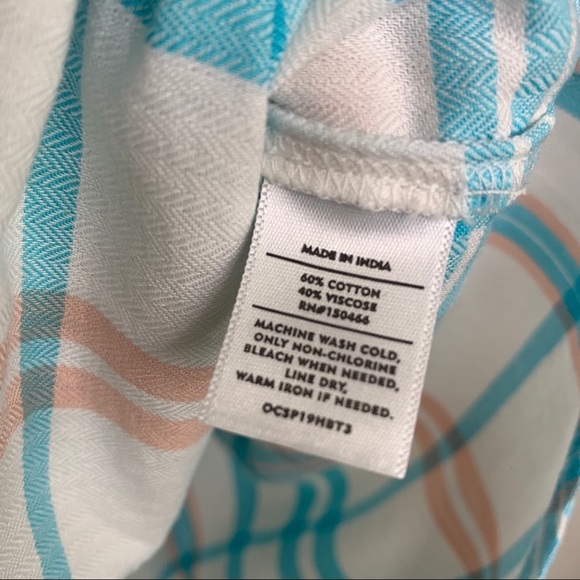 MADE IN INDIA
60% COTTON
40% VISCOSE
RN#150466
MACHINE WASH COLD,
ONLY NON-CHLORINE
BLEACH WHEN NEEDED,
LINE DRY,
WARM IRON IF NEEDED.
OCSP19HBT3